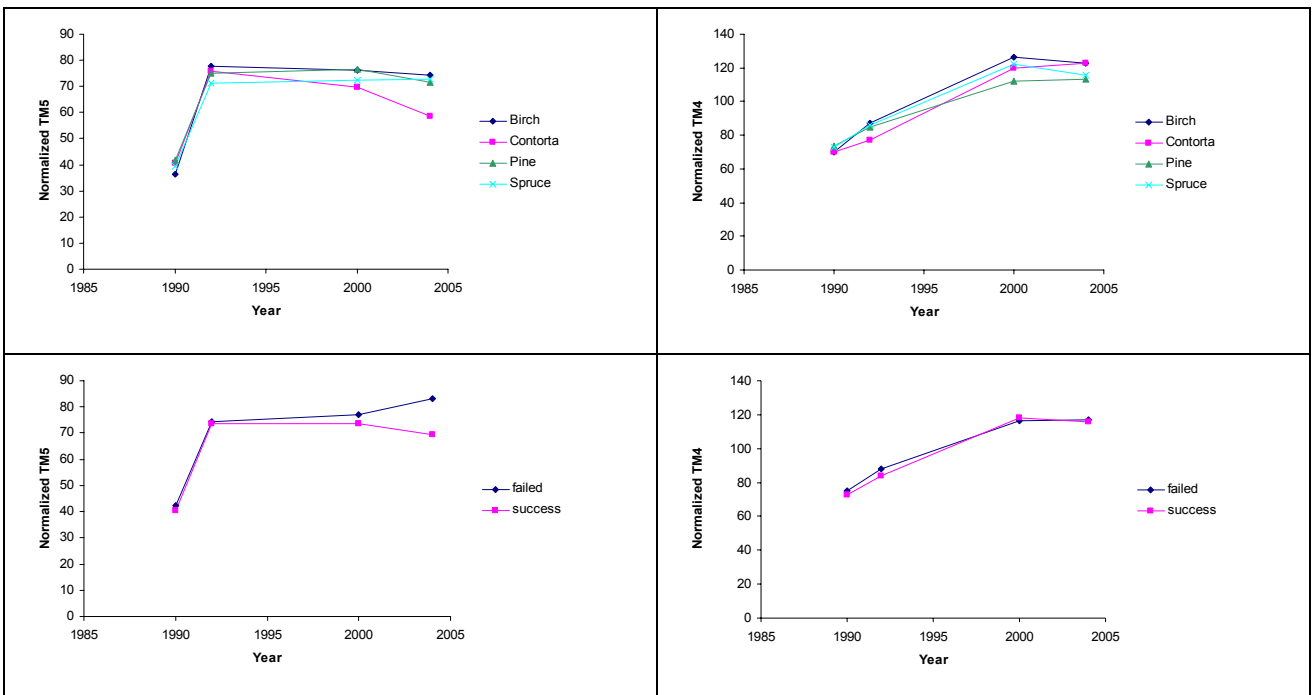 90
80
70
60
50
40
30
20
10
0
Normalized TM5
1985 1990 1995 2000 2005
Year
Birch
Contorta
Pine
Spruce
140
120
100
80
60
40
20
0
Normalized TM4
1985 1990 1995 2000 2005
Year
Birch
Contorta
Pine
Spruce
90
80
70
60
50
40
30
20
10
0
Normalized TM5
1985 1990 1995 2000 2005
Year
failed
success
140
120
100
80
60
40
20
0
Normalized TM4
1985 1990 1995 2000 2005
Year
failed
success